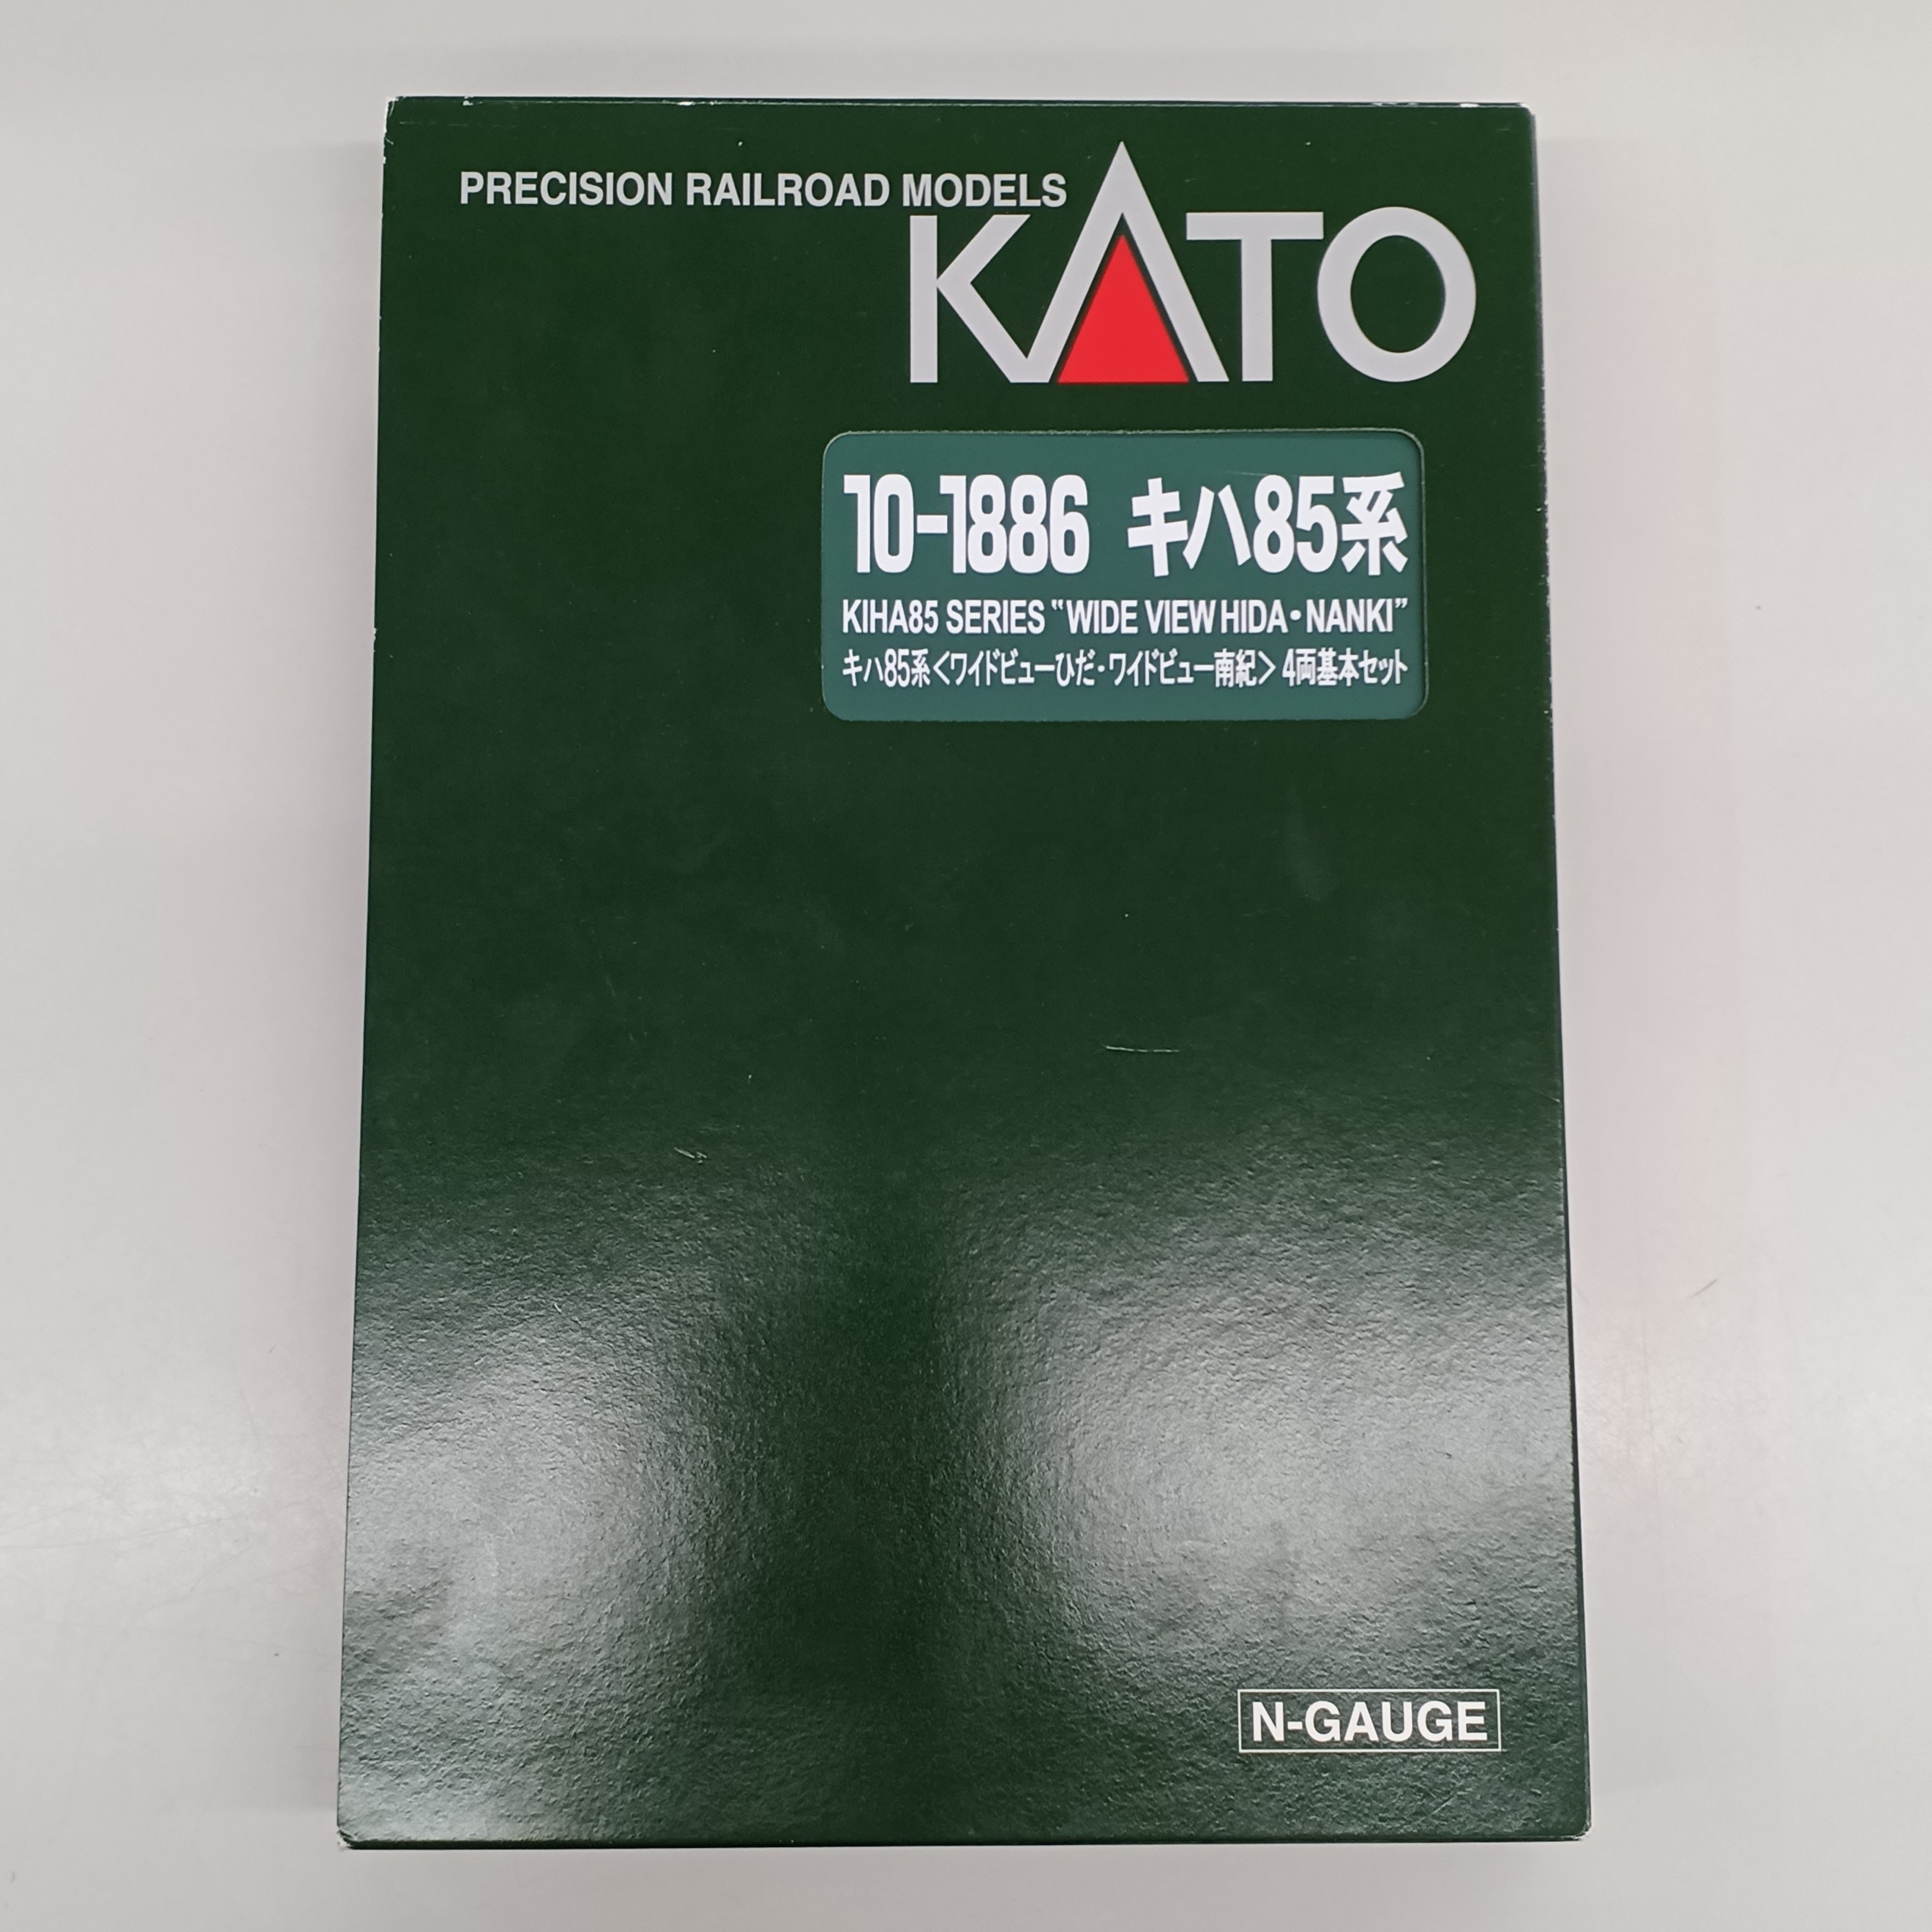 PRECISION RAILROAD MODELS
KATO
10-1886 キハ85系
KIHA85 SERIES “WIDE VIEW HIDA・NANKI”
キハ85系<ワイドビューひだ・ワイドビュー南紀> 4両基本セット
N-GAUGE